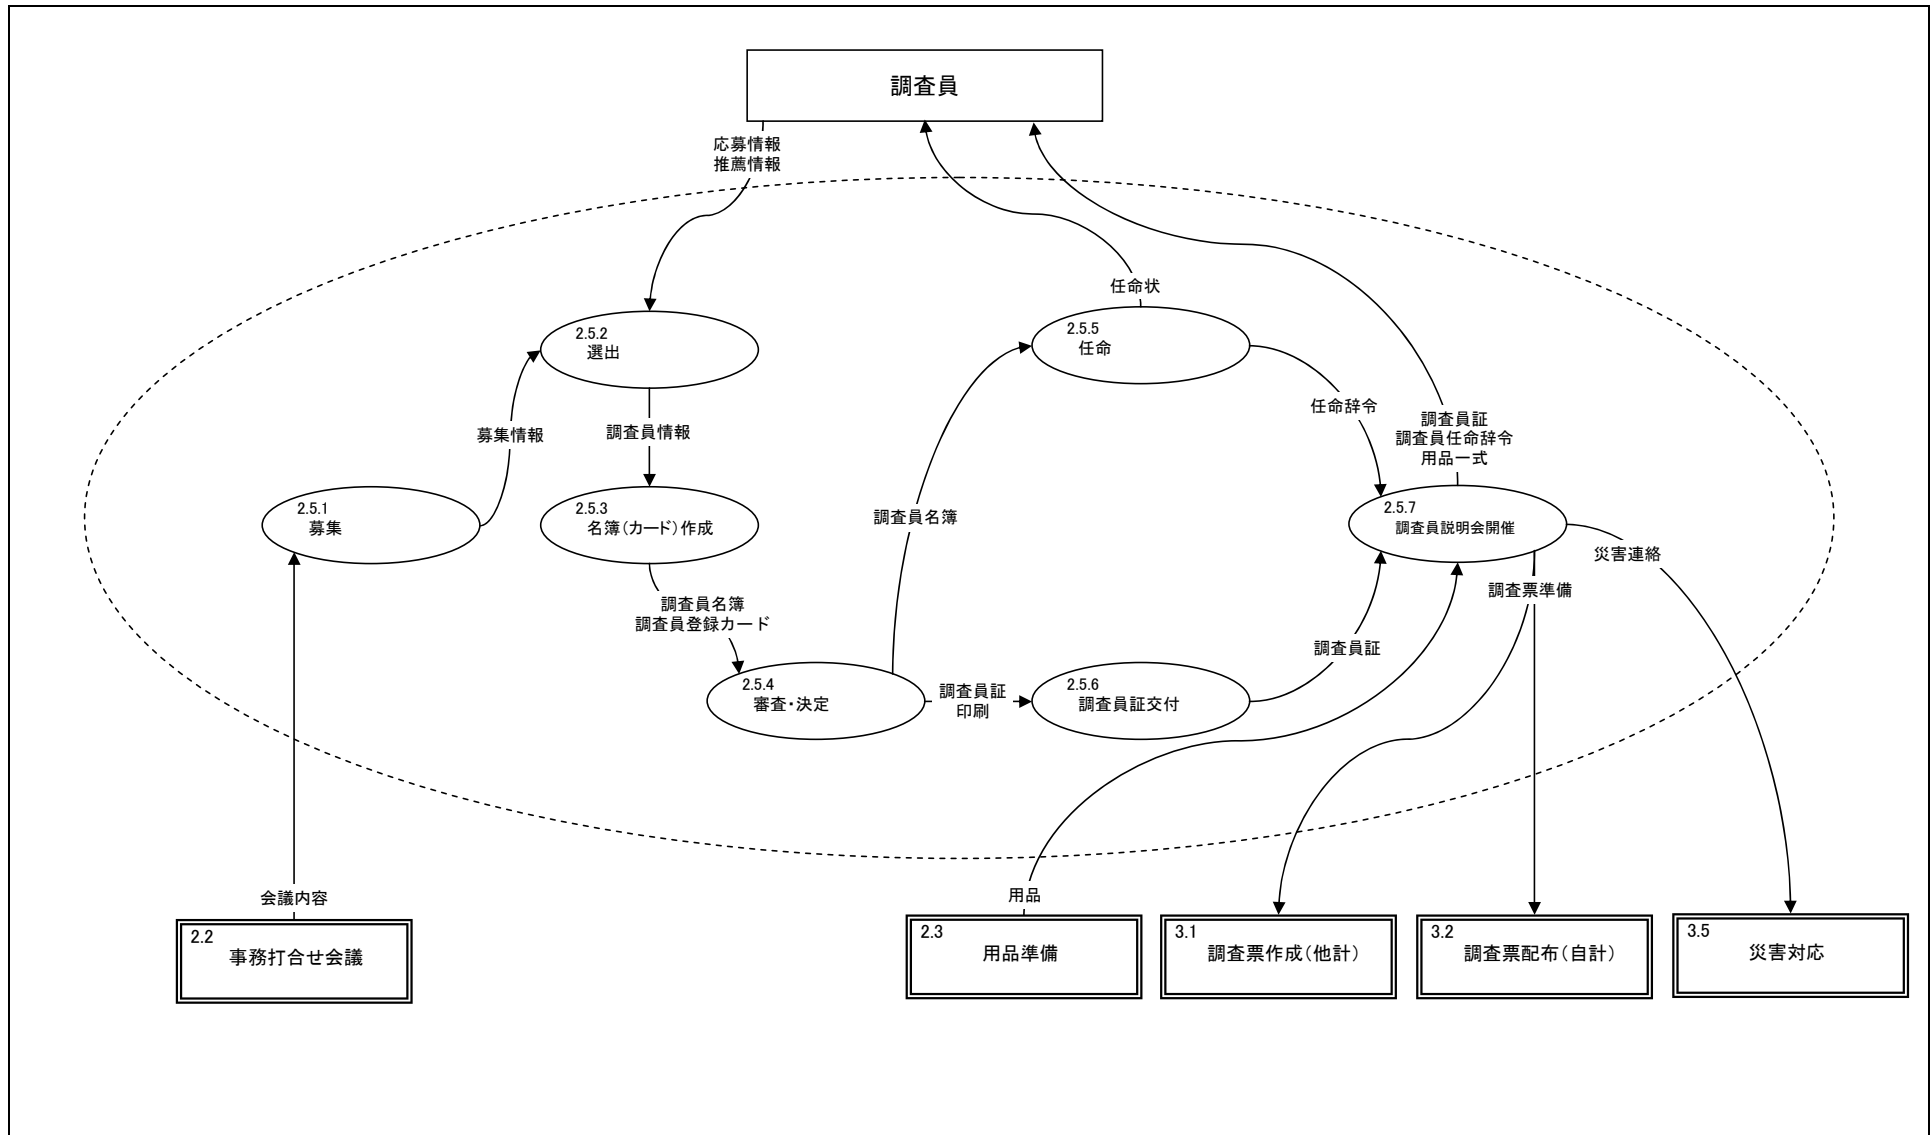 調査員
応募情報
推薦情報
任命状
2.5.2
選出
2.5.5
任命
任命辞令
調査員証
調査員任命辞令
用品一式
募集情報
調査員情報
2.5.1
募集
2.5.3
名簿(カード)作成
調査員名簿
2.5.7
調査員説明会開催
災害連絡
調査票準備
調査員名簿
調査員登録カード
調査員証
2.5.4
審査・決定
調査員証
印刷
2.5.6
調査員証交付
会議内容
用品
2.2
事務打合せ会議
2.3
用品準備
3.1
調査票作成(他計)
3.2
調査票配布(自計)
3.5
災害対応